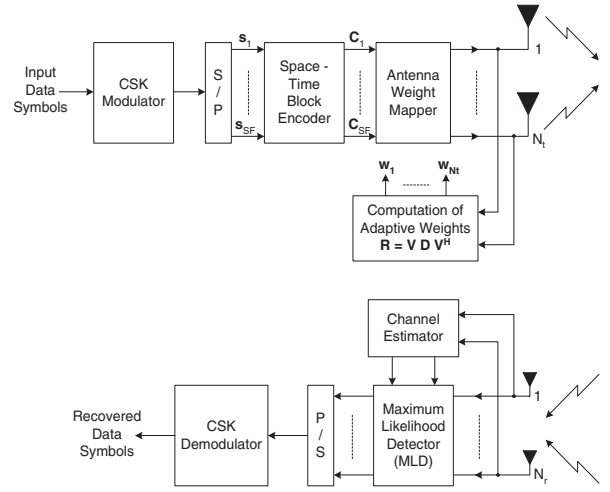 Input
Data
Symbols
CSK
Modulator
S
/
P
s1
sSF
Space -
Time
Block
Encoder
C1
CSF
Antenna
Weight
Mapper
1
Nt
w1
wNt
Computation of
Adaptive Weights
R = V D V^H
Channel
Estimator
Recovered
Data
Symbols
CSK
Demodulator
P
/
S
Maximum
Likelihood
Detector
(MLD)
1
Nr